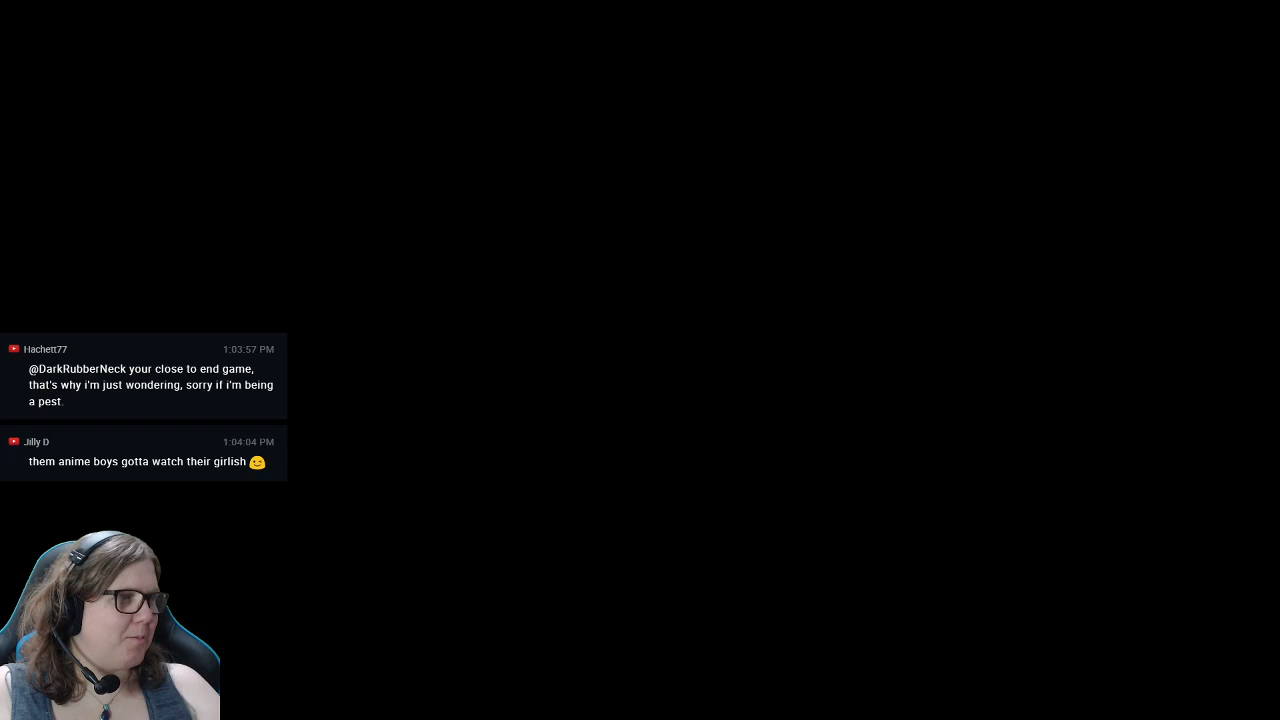 Hachett77 1:03:57 PM
@DarkRubberNeck your close to end game,
that's why i'm just wondering, sorry if i'm being
a pest.
Jilly D 1:04:04 PM
them anime boys gotta watch their girlish 😊